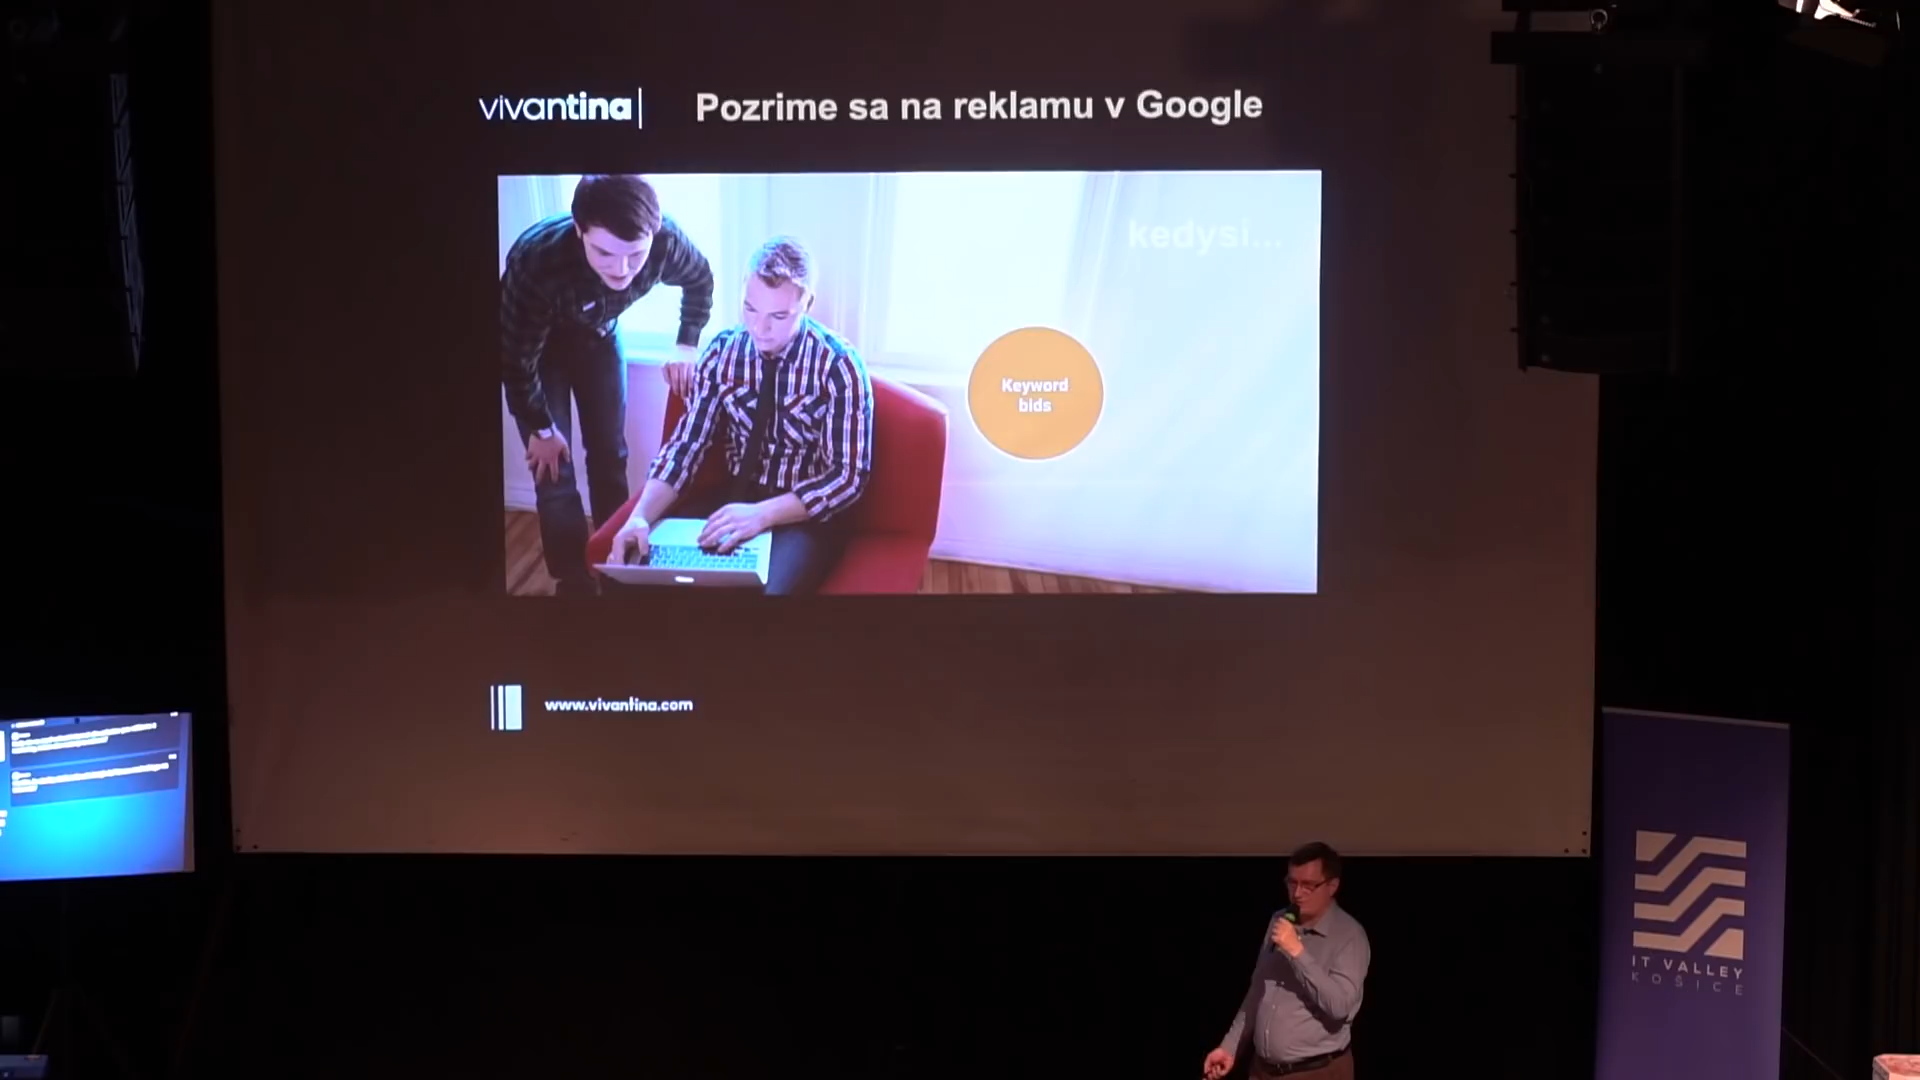 vivantina
Pozrime sa na reklamu v Google
kedysi...
Keyword
bids
www.vivantina.com
IT VALLEY
KOŠICE